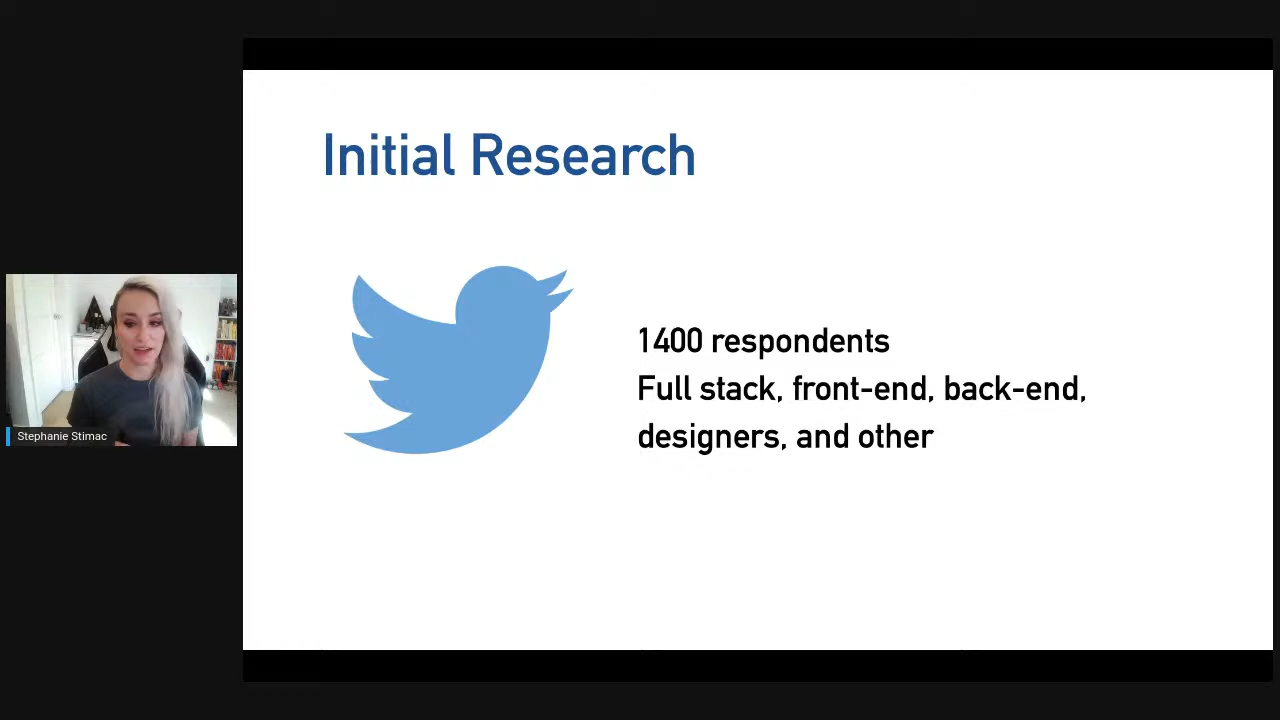 Initial Research
1400 respondents
Full stack, front-end, back-end,
designers, and other
Stephanie Stimac